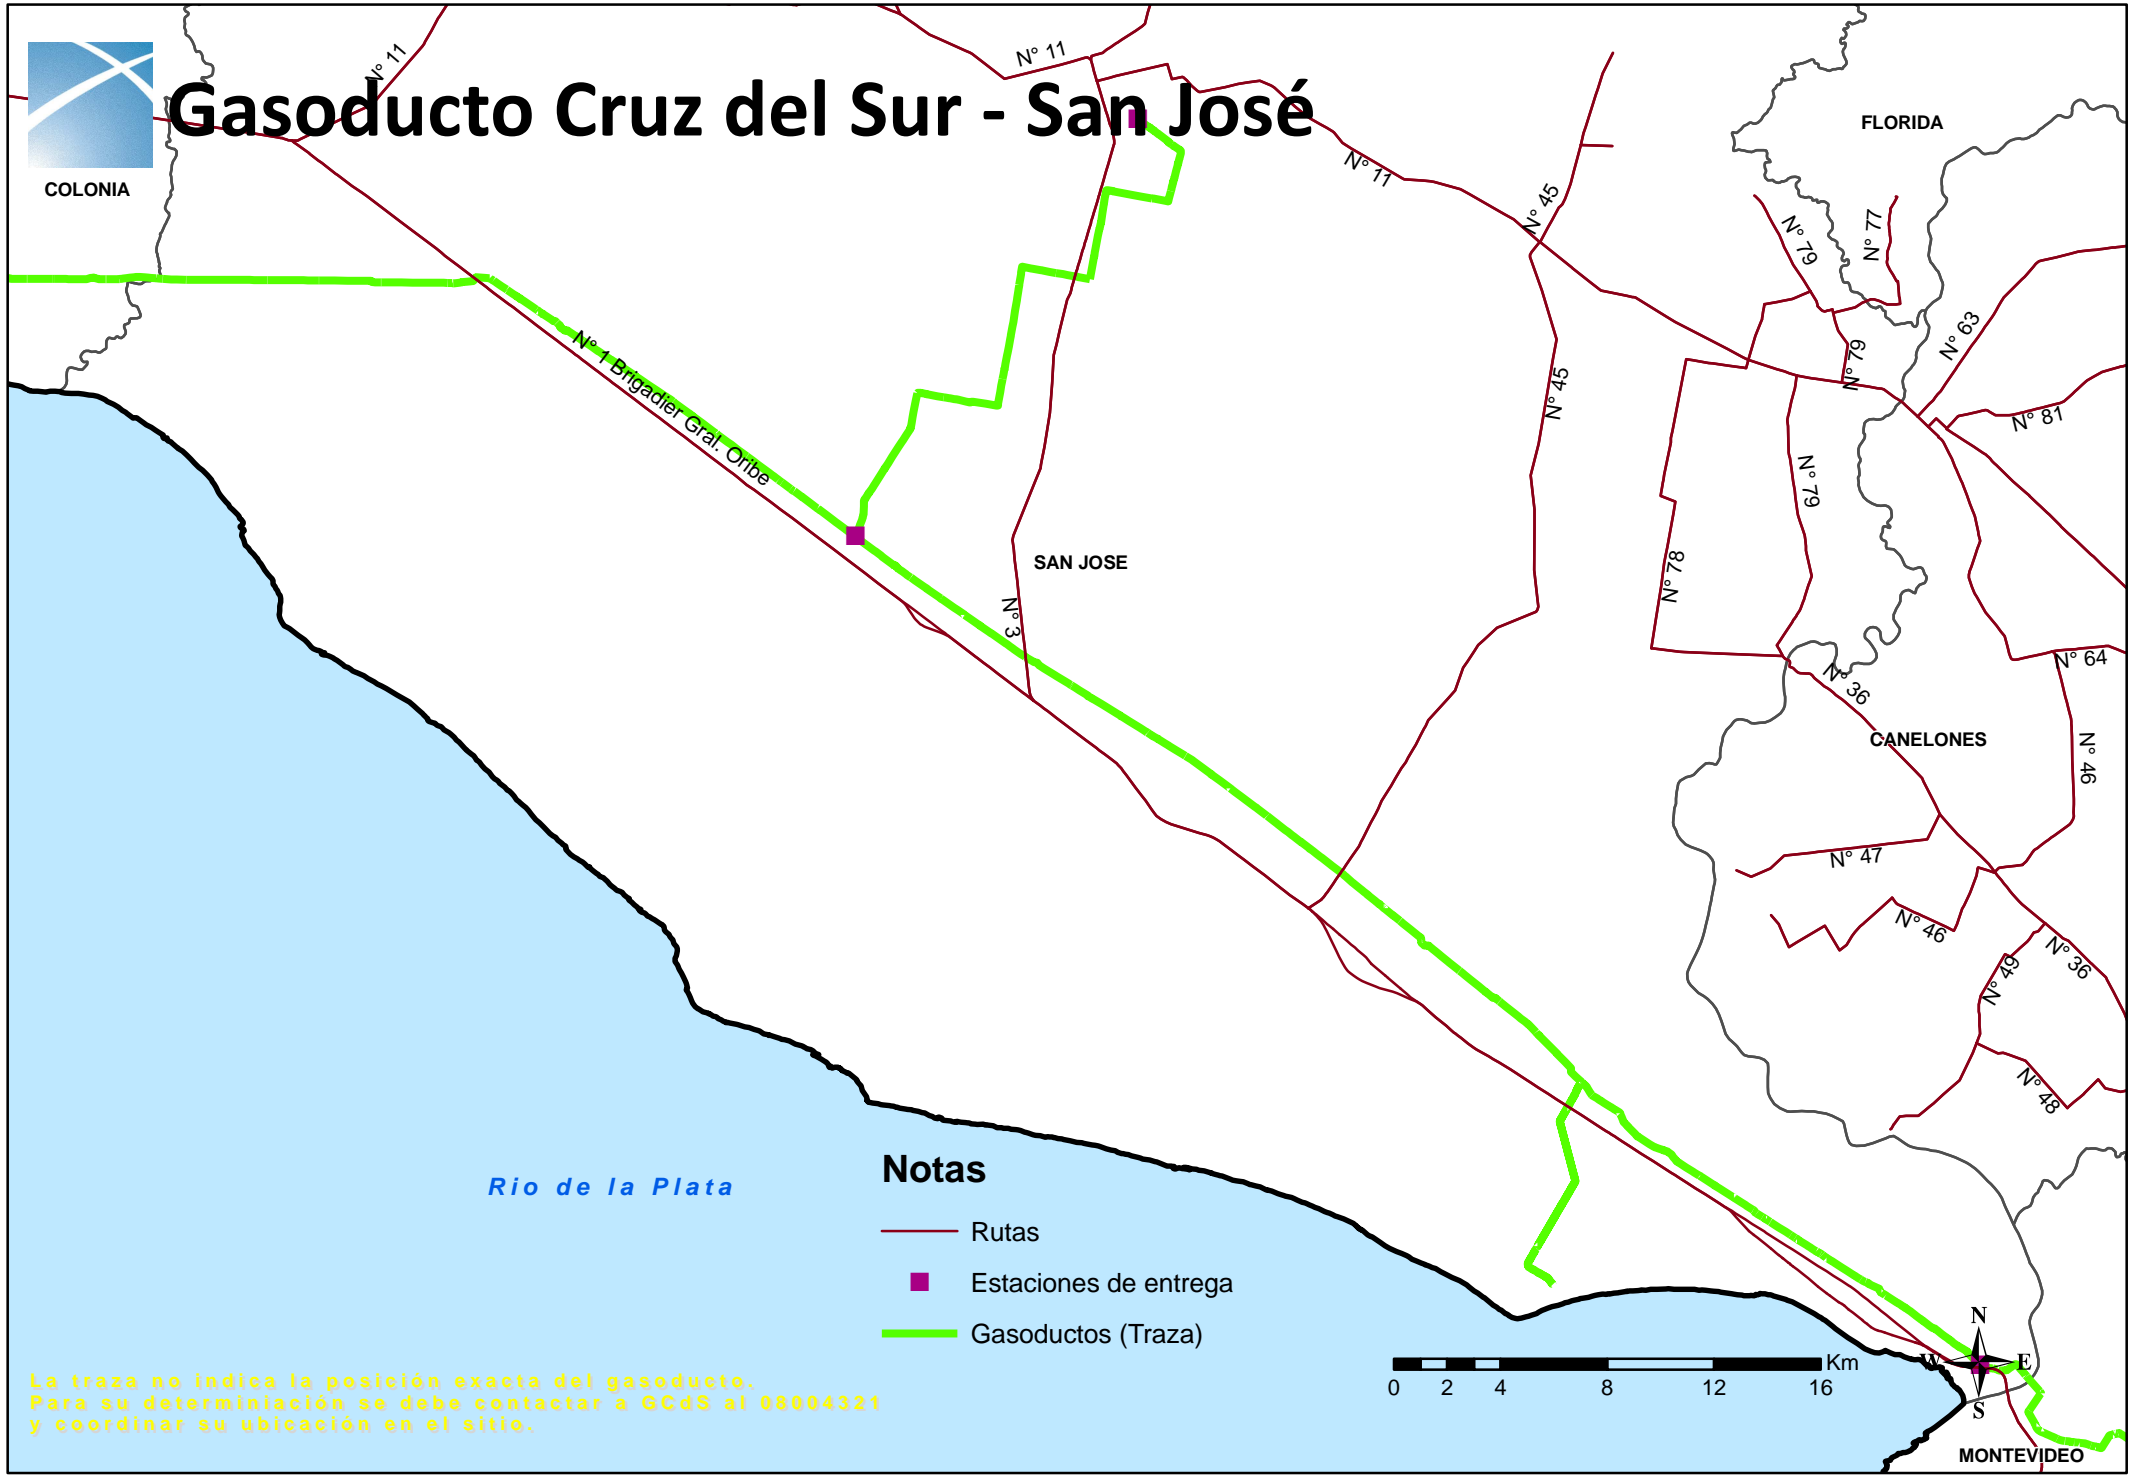 N° 11
N° 11
Gasoducto Cruz del Sur - San José
FLORIDA
COLONIA
N° 11
N° 45
N° 79
N° 77
N° 1 Brigadier Gral. Oribe
N° 63
N° 79
N° 45
N° 81
N° 79
SAN JOSE
N° 78
N° 3
N° 64
N° 36
CANELONES
N° 46
N° 47
N° 46
N° 36
N° 49
N° 48
Rio de la Plata
Notas
Rutas
Estaciones de entrega
Gasoductos (Traza)
N
W
E
S
Km
0 2 4 8 12 16
La traza no indica la posición exacta del gasoducto.
Para su determiniación se debe contactar a GCdS al 08004321
y coordinar su ubicación en el sitio.
MONTEVIDEO